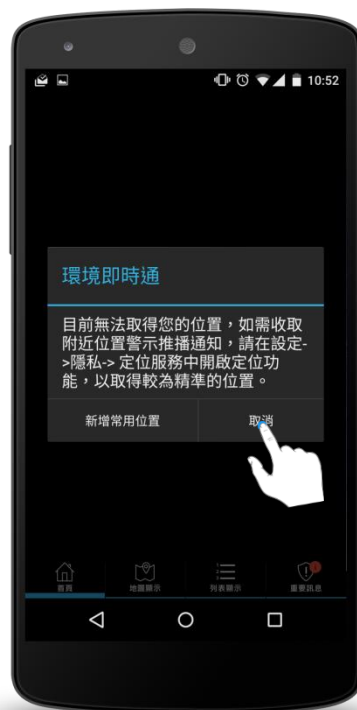 10:52
環境即時通
目前無法取得您的位置，如需收取
附近位置警示推播通知，請在設定-
>隱私-> 定位服務中開啟定位功
能，以取得較為精準的位置。
新增常用位置 取消
首頁 地圖顯示 列表顯示 重要訊息